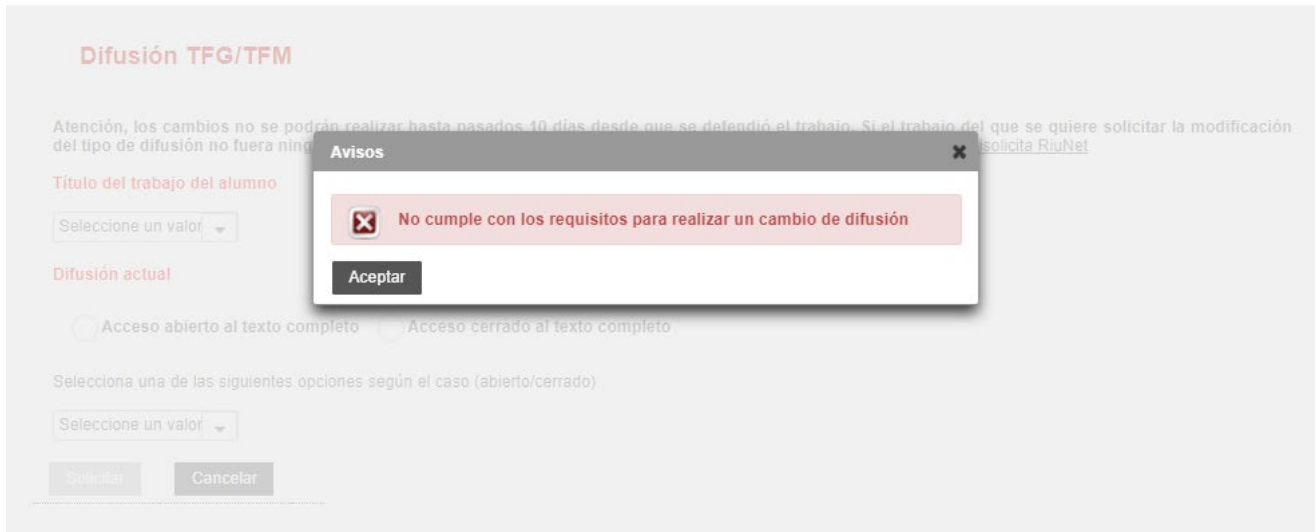 Difusión TFG/TFM
Atención, los cambios no se podrán realizar hasta pasados 10 días desde que se defendió el trabajo. Si el trabajo del que se quiere solicitar la modificación
del tipo de difusión no fuera ning
solicita RiuNet
Avisos
No cumple con los requisitos para realizar un cambio de difusión
Aceptar
Título del trabajo del alumno
Seleccione un valor
Difusión actual
Acceso abierto al texto completo Acceso cerrado al texto completo
Selecciona una de las siguientes opciones según el caso (abierto/cerrado)
Seleccione un valor
Solicitar Cancelar